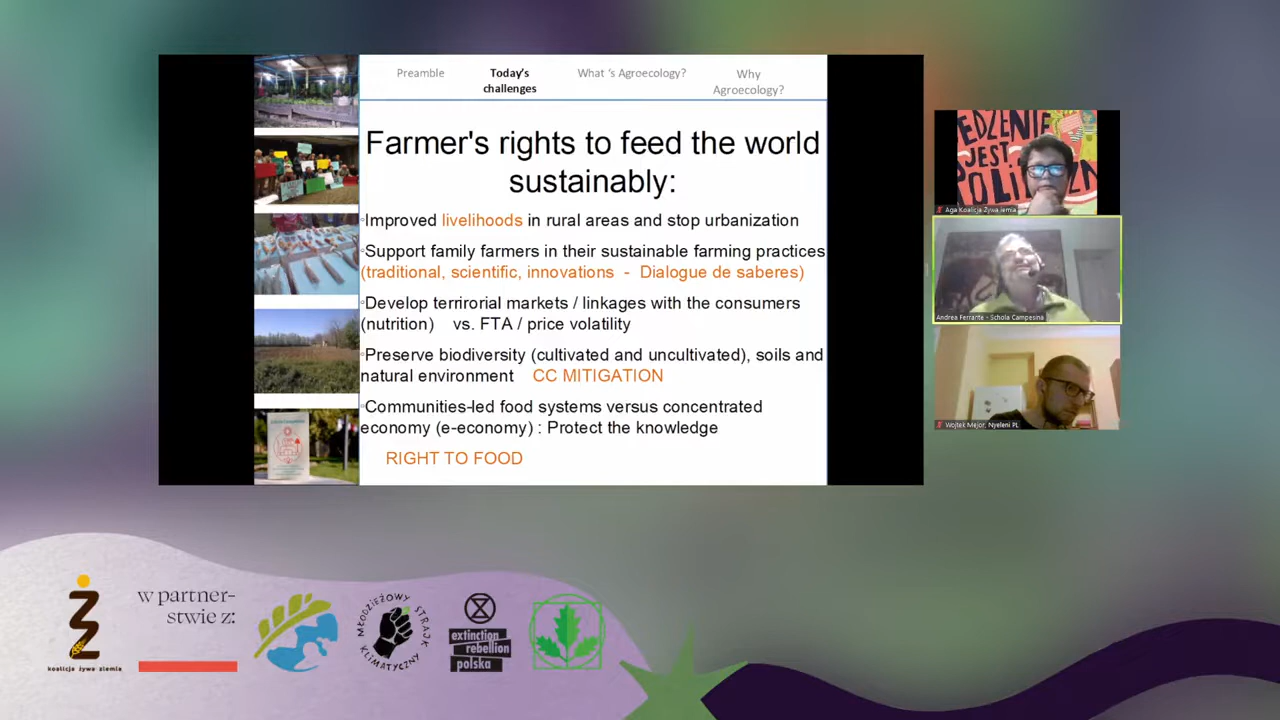 Preamble
Today's
challenges
What 's Agroecology?
Why
Agroecology?
Farmer's rights to feed the world
sustainably:
◦Improved livelihoods in rural areas and stop urbanization
◦Support family farmers in their sustainable farming practices
(traditional, scientific, innovations - Dialogue de saberes)
◦Develop terrirorial markets / linkages with the consumers
(nutrition) vs. FTA / price volatility
◦Preserve biodiversity (cultivated and uncultivated), soils and
natural environment CC MITIGATION
◦Communities-led food systems versus concentrated
economy (e-economy) : Protect the knowledge
RIGHT TO FOOD
JEST
Aga Koalicja Żywa Ziemia
Andrea Ferrante - Schola Campesina
Wojtek Mejor, Nyeleni PL
koalicja żywa ziemia
w partner-
stwie z:
MŁODZIEŻOWY STRAJK
KLIMATYCZNY
extinction
rebellion
polska